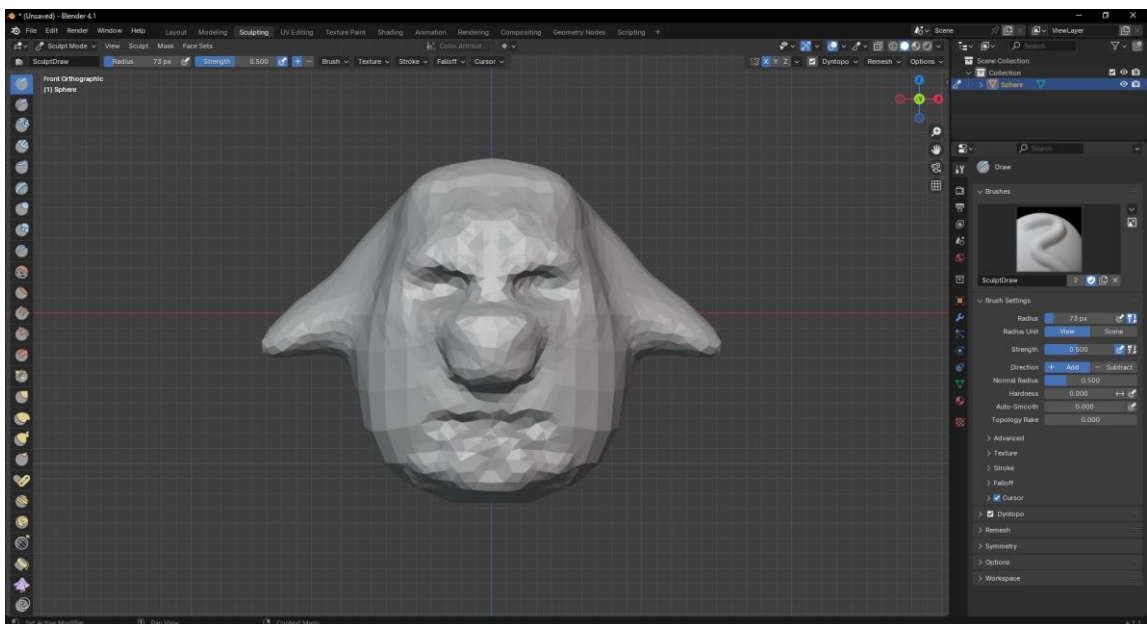 * (Unsaved) - Blender 4.1
File Edit Render Window Help Layout Modeling Sculpting UV Editing Texture Paint Shading Animation Rendering Compositing Geometry Nodes Scripting + Scene ViewLayer
Sculpt Mode View Sculpt Mask Face Sets Color Attribut... Search
SculptDraw Radius 73 px Strength 0.500 + − Brush Texture Stroke Falloff Cursor X Y Z Dyntopo Remesh Options
Scene Collection
Collection
Sphere
Front Orthographic
(1) Sphere
Z
-Y
X
Search
Draw
Brushes
SculptDraw 2
Brush Settings
Radius 73 px
Radius Unit View Scene
Strength 0.500
Direction + Add − Subtract
Normal Radius 0.500
Hardness 0.000
Auto-Smooth 0.000
Topology Rake 0.000
Advanced
Texture
Stroke
Falloff
Cursor
Dyntopo
Remesh
Symmetry
Options
Workspace
Set Active Modifier Pan View Context Menu